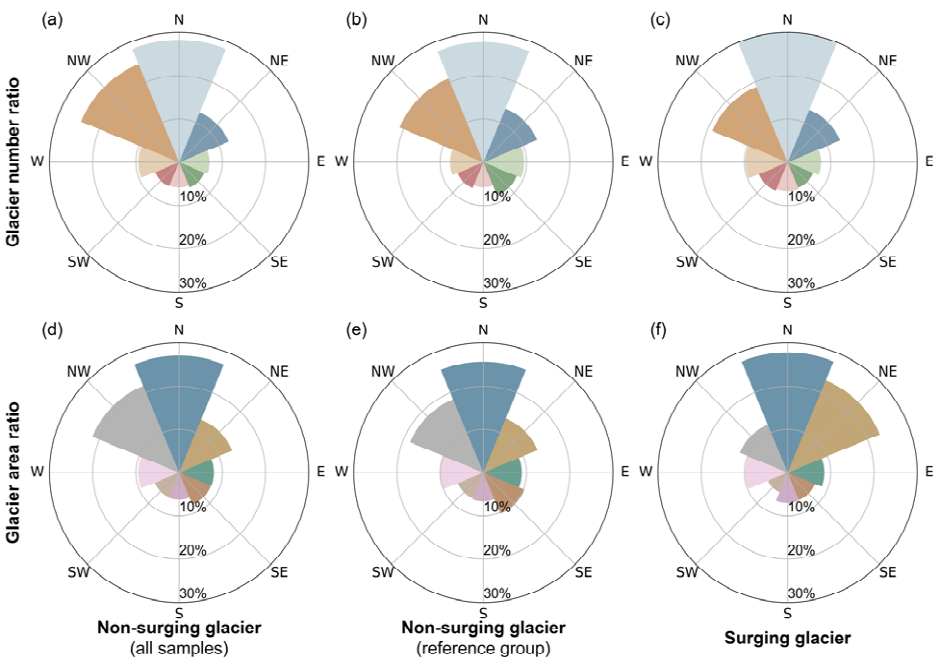 (a) (b) (c)
N N N
NW NE NW NE NW NE
Glacier number ratio
W E W E W E
10% 10% 10%
20% 20% 20%
SW SE SW SE SW SE
30% 30% 30%
S S S
(d) (e) (f)
N N N
NW NE NW NE NW NE
Glacier area ratio
W E W E W E
10% 10% 10%
20% 20% 20%
SW SE SW SE SW SE
30% 30% 30%
S S S
Non-surging glacier Non-surging glacier Surging glacier
(all samples) (reference group)